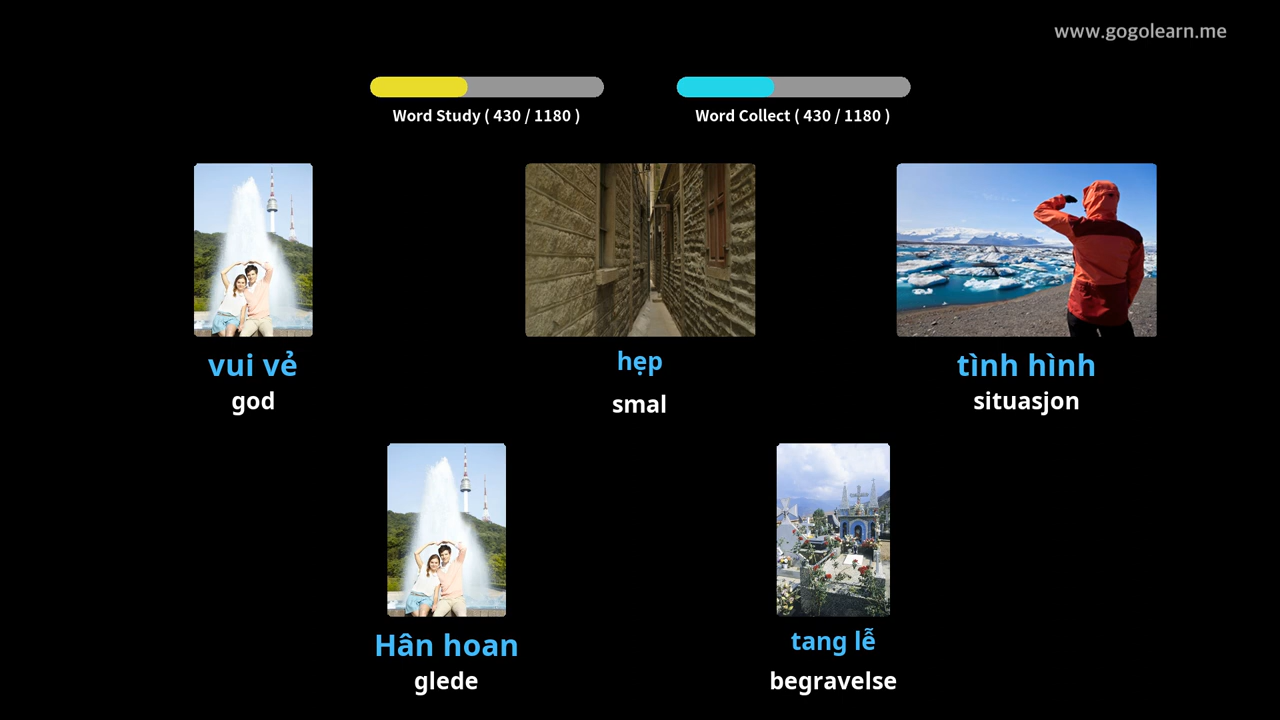 www.gogolearn.me
Word Study ( 430 / 1180 )
Word Collect ( 430 / 1180 )
vui vẻ
god
hẹp
smal
tình hình
situasjon
Hân hoan
glede
tang lễ
begravelse